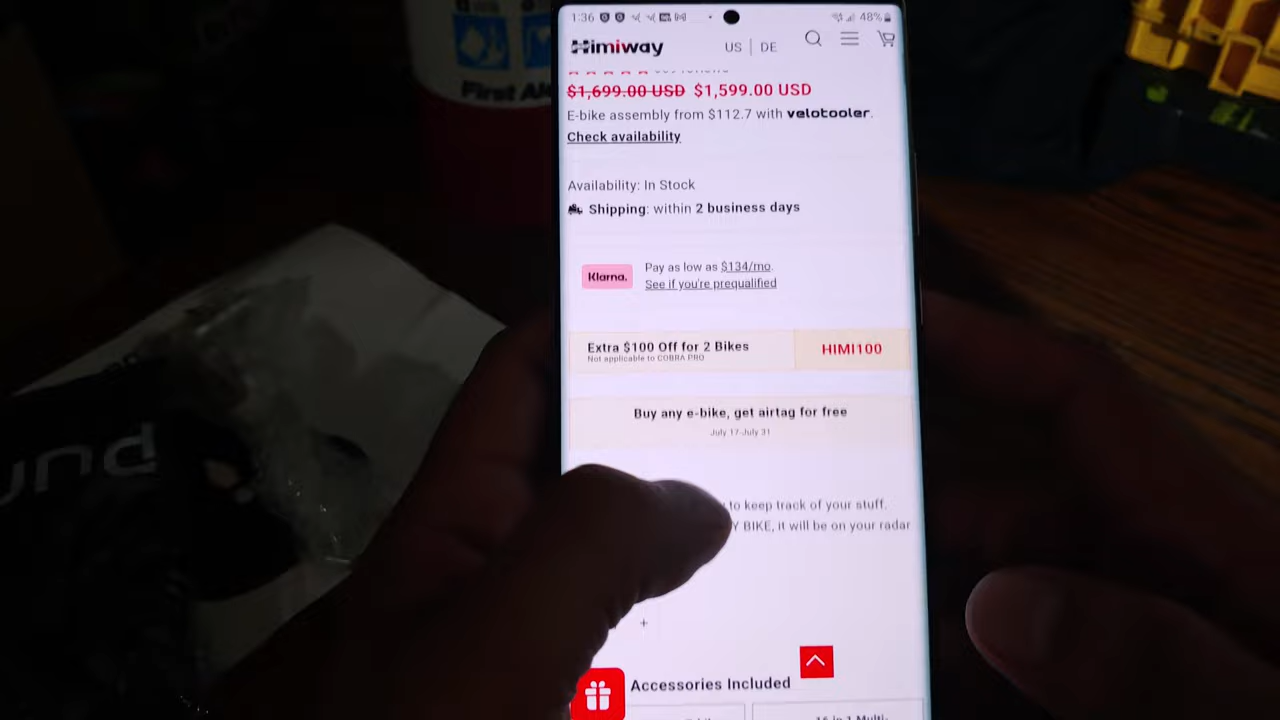 1:36
48%
Himiway
US | DE
$1,699.00 USD $1,599.00 USD
E-bike assembly from $112.7 with velotooler.
Check availability
Availability: In Stock
Shipping: within 2 business days
Klarna.
Pay as low as $134/mo.
See if you're prequalified
Extra $100 Off for 2 Bikes
Not applicable to COBRA PRO
HIMI100
Buy any e-bike, get airtag for free
July 17-July 31
to keep track of your stuff.
BIKE, it will be on your radar
+
Accessories Included
First
und